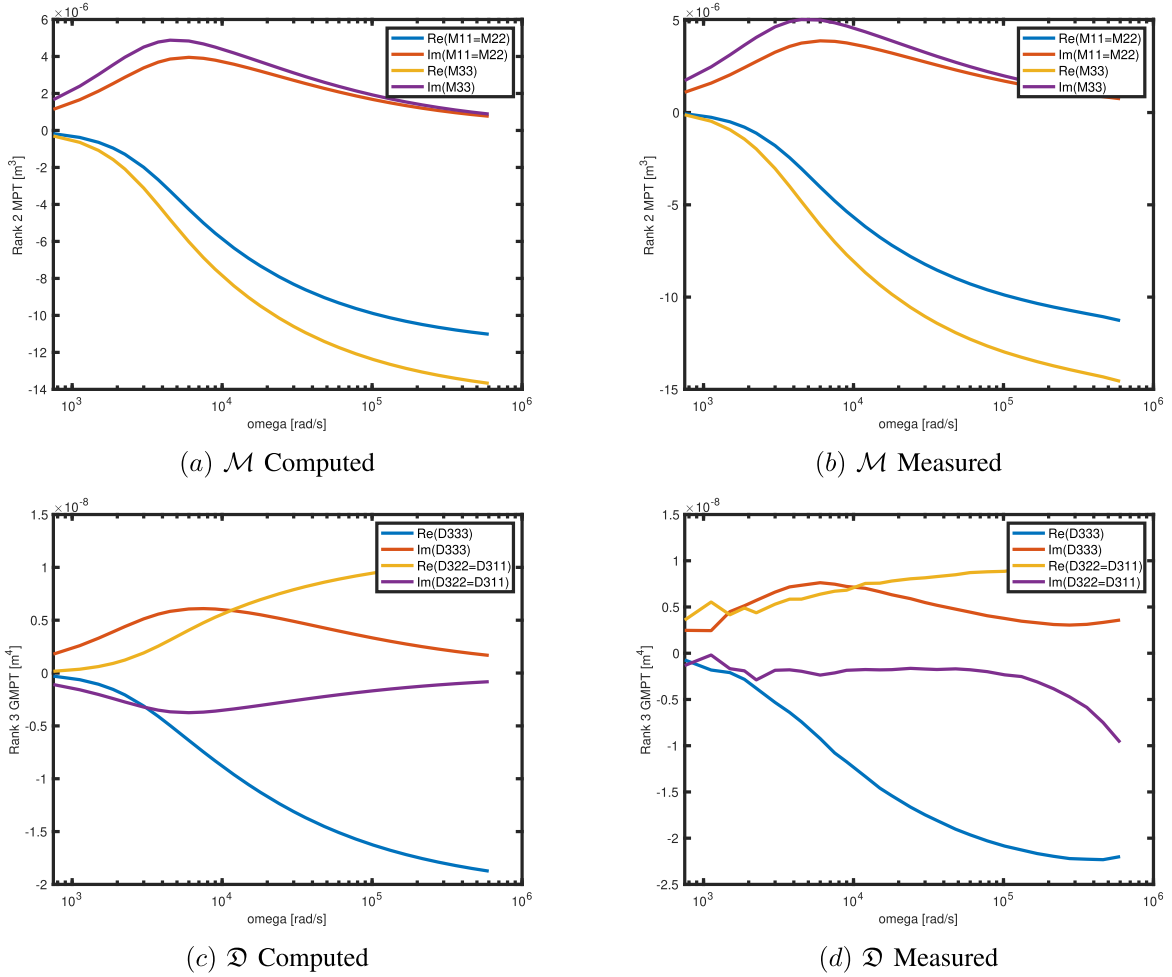 ×10⁻⁶
6
4
2
0
-2
-4
-6
-8
-10
-12
-14
Rank 2 MPT [m³]
Re(M11=M22)
Im(M11=M22)
Re(M33)
Im(M33)
10³
10⁴
10⁵
10⁶
omega [rad/s]
(a) ℳ Computed
×10⁻⁶
5
0
-5
-10
-15
Rank 2 MPT [m³]
Re(M11=M22)
Im(M11=M22)
Re(M33)
Im(M33)
10³
10⁴
10⁵
10⁶
omega [rad/s]
(b) ℳ Measured
×10⁻⁸
1.5
1
0.5
0
-0.5
-1
-1.5
-2
Rank 3 GMPT [m⁴]
Re(D333)
Im(D333)
Re(D322=D311)
Im(D322=D311)
10³
10⁴
10⁵
10⁶
omega [rad/s]
(c) 𝔇 Computed
×10⁻⁸
1.5
1
0.5
0
-0.5
-1
-1.5
-2
-2.5
Rank 3 GMPT [m⁴]
Re(D333)
Im(D333)
Re(D322=D311)
Im(D322=D311)
10³
10⁴
10⁵
10⁶
omega [rad/s]
(d) 𝔇 Measured